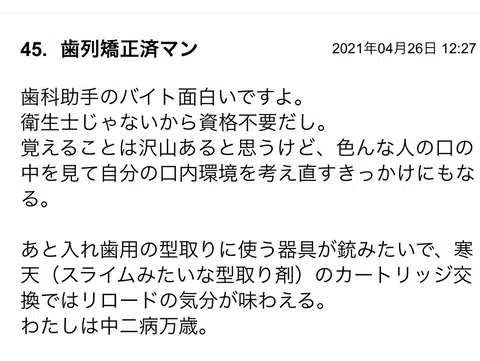 45. 歯列矯正済マン 2021年04月26日 12:27
歯科助手のバイト面白いですよ。
衛生士じゃないから資格不要だし。
覚えることは沢山あると思うけど、色んな人の口の
中を見て自分の口内環境を考え直すきっかけにもな
る。
あと入れ歯用の型取りに使う器具が銃みたいで、寒
天（スライムみたいな型取り剤）のカートリッジ交
換ではリロードの気分が味わえる。
わたしは中二病万歳。